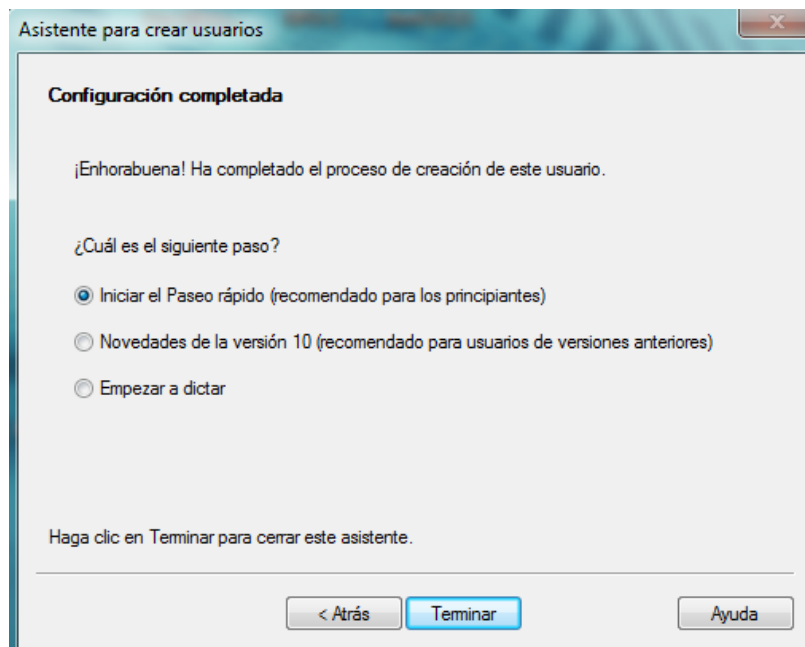 Asistente para crear usuarios
Configuración completada
¡Enhorabuena! Ha completado el proceso de creación de este usuario.
¿Cuál es el siguiente paso?
Iniciar el Paseo rápido (recomendado para los principiantes)
Novedades de la versión 10 (recomendado para usuarios de versiones anteriores)
Empezar a dictar
Haga clic en Terminar para cerrar este asistente.
< Atrás Terminar Ayuda